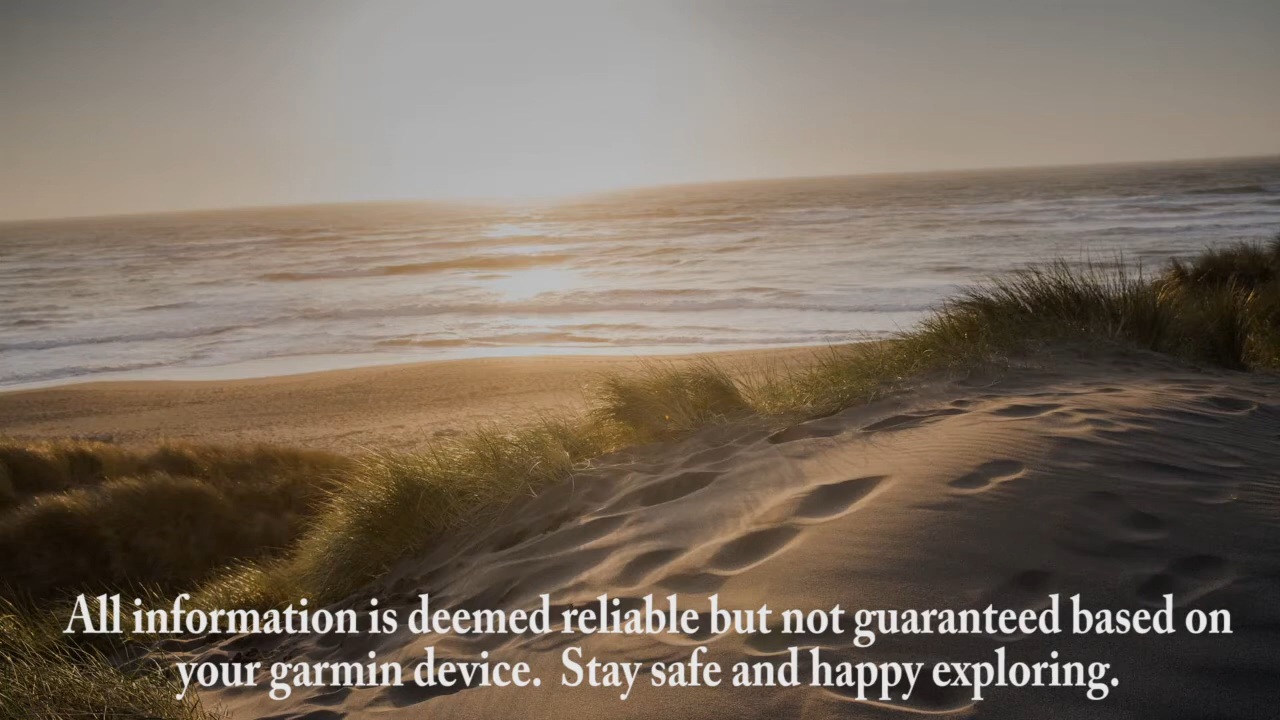 All information is deemed reliable but not guaranteed based on
your garmin device.  Stay safe and happy exploring.